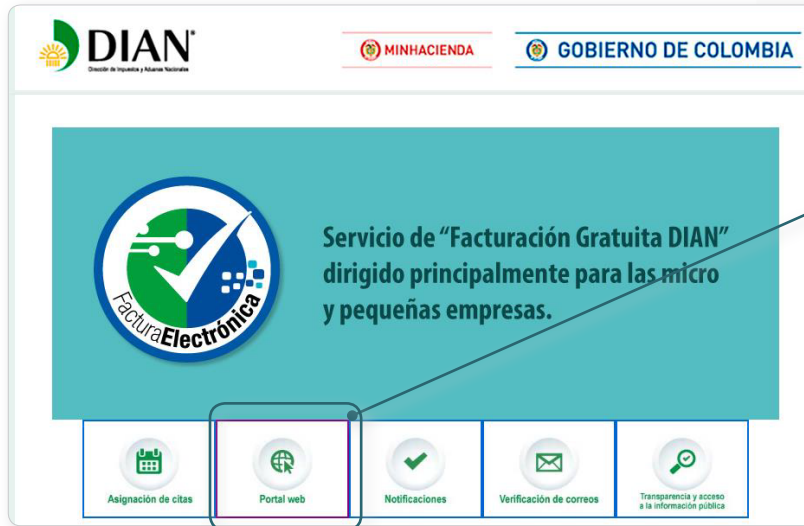 DIAN
Dirección de Impuestos y Aduanas Nacionales
MINHACIENDA
GOBIERNO DE COLOMBIA
Servicio de “Facturación Gratuita DIAN”
dirigido principalmente para las micro
y pequeñas empresas.
FacturaElectrónica
Asignación de citas
Portal web
Notificaciones
Verificación de correos
Transparencia y acceso
a la información pública